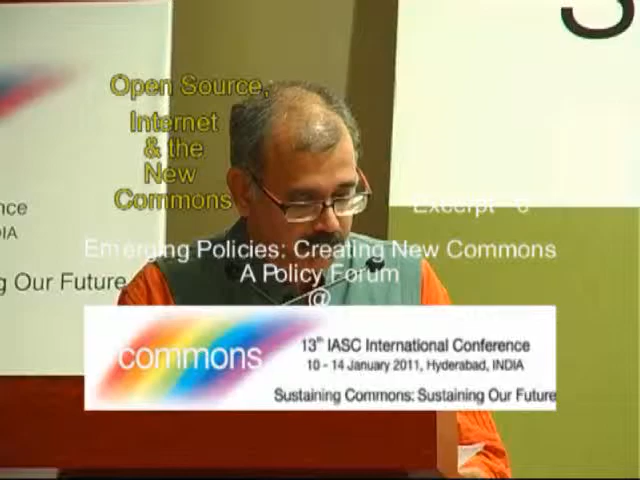 S
Open Source,
Internet
& the
New
Commons
nce
DIA
Excerpt - 6
Emerging Policies: Creating New Commons
g Our Future
A Policy Forum
@
commons
13th IASC International Conference
10 - 14 January 2011, Hyderabad, INDIA
Sustaining Commons: Sustaining Our Future